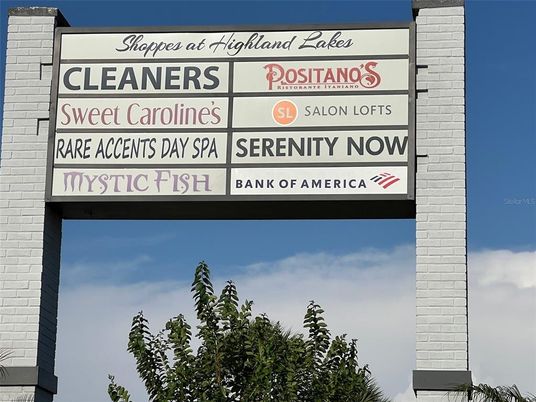 Shoppes at Highland Lakes
CLEANERS
POSITANO'S
RISTORANTE ITALIANO
SWEET CAROLINE'S
SL SALON LOFTS
RARE ACCENTS DAY SPA
SERENITY NOW
MYSTIC FISH
BANK OF AMERICA
Stellar MLS